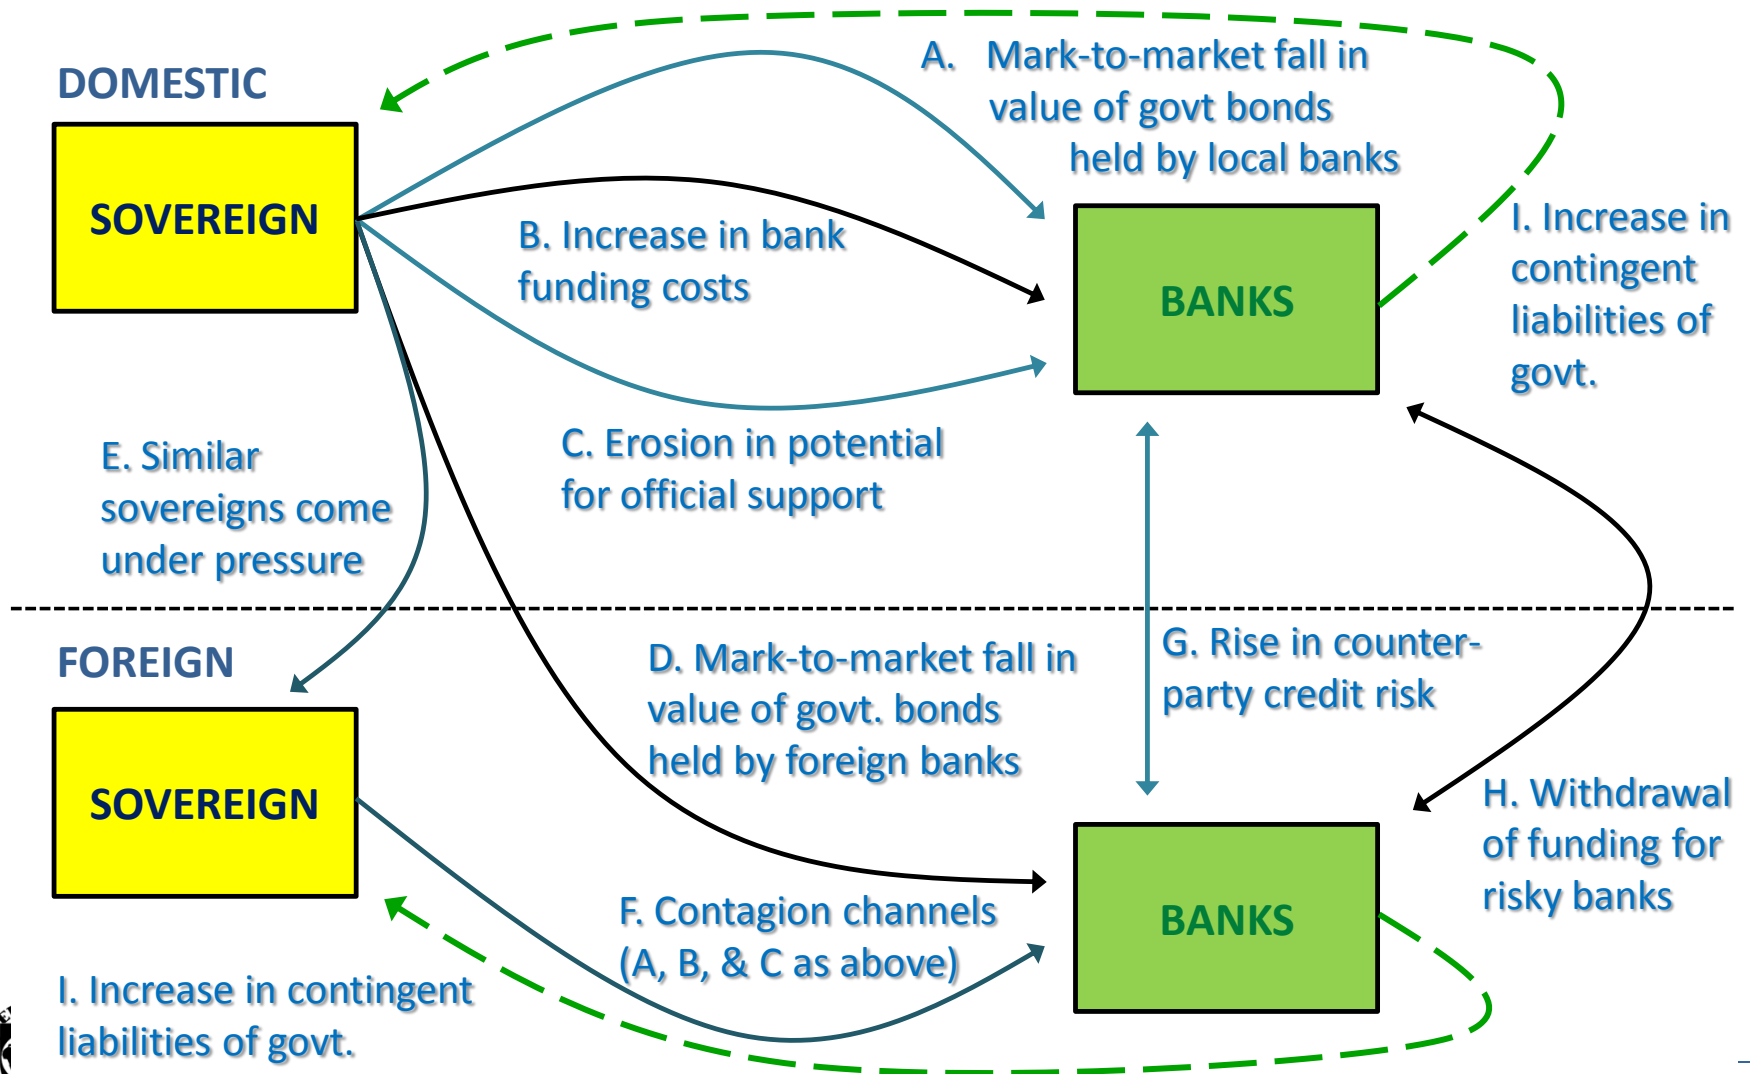 DOMESTIC
SOVEREIGN
A. Mark-to-market fall in
value of govt bonds
held by local banks
B. Increase in bank
funding costs
BANKS
I. Increase in
contingent
liabilities of
govt.
C. Erosion in potential
for official support
E. Similar
sovereigns come
under pressure
FOREIGN
SOVEREIGN
D. Mark-to-market fall in
value of govt. bonds
held by foreign banks
G. Rise in counter-
party credit risk
H. Withdrawal
of funding for
risky banks
BANKS
F. Contagion channels
(A, B, & C as above)
I. Increase in contingent
liabilities of govt.